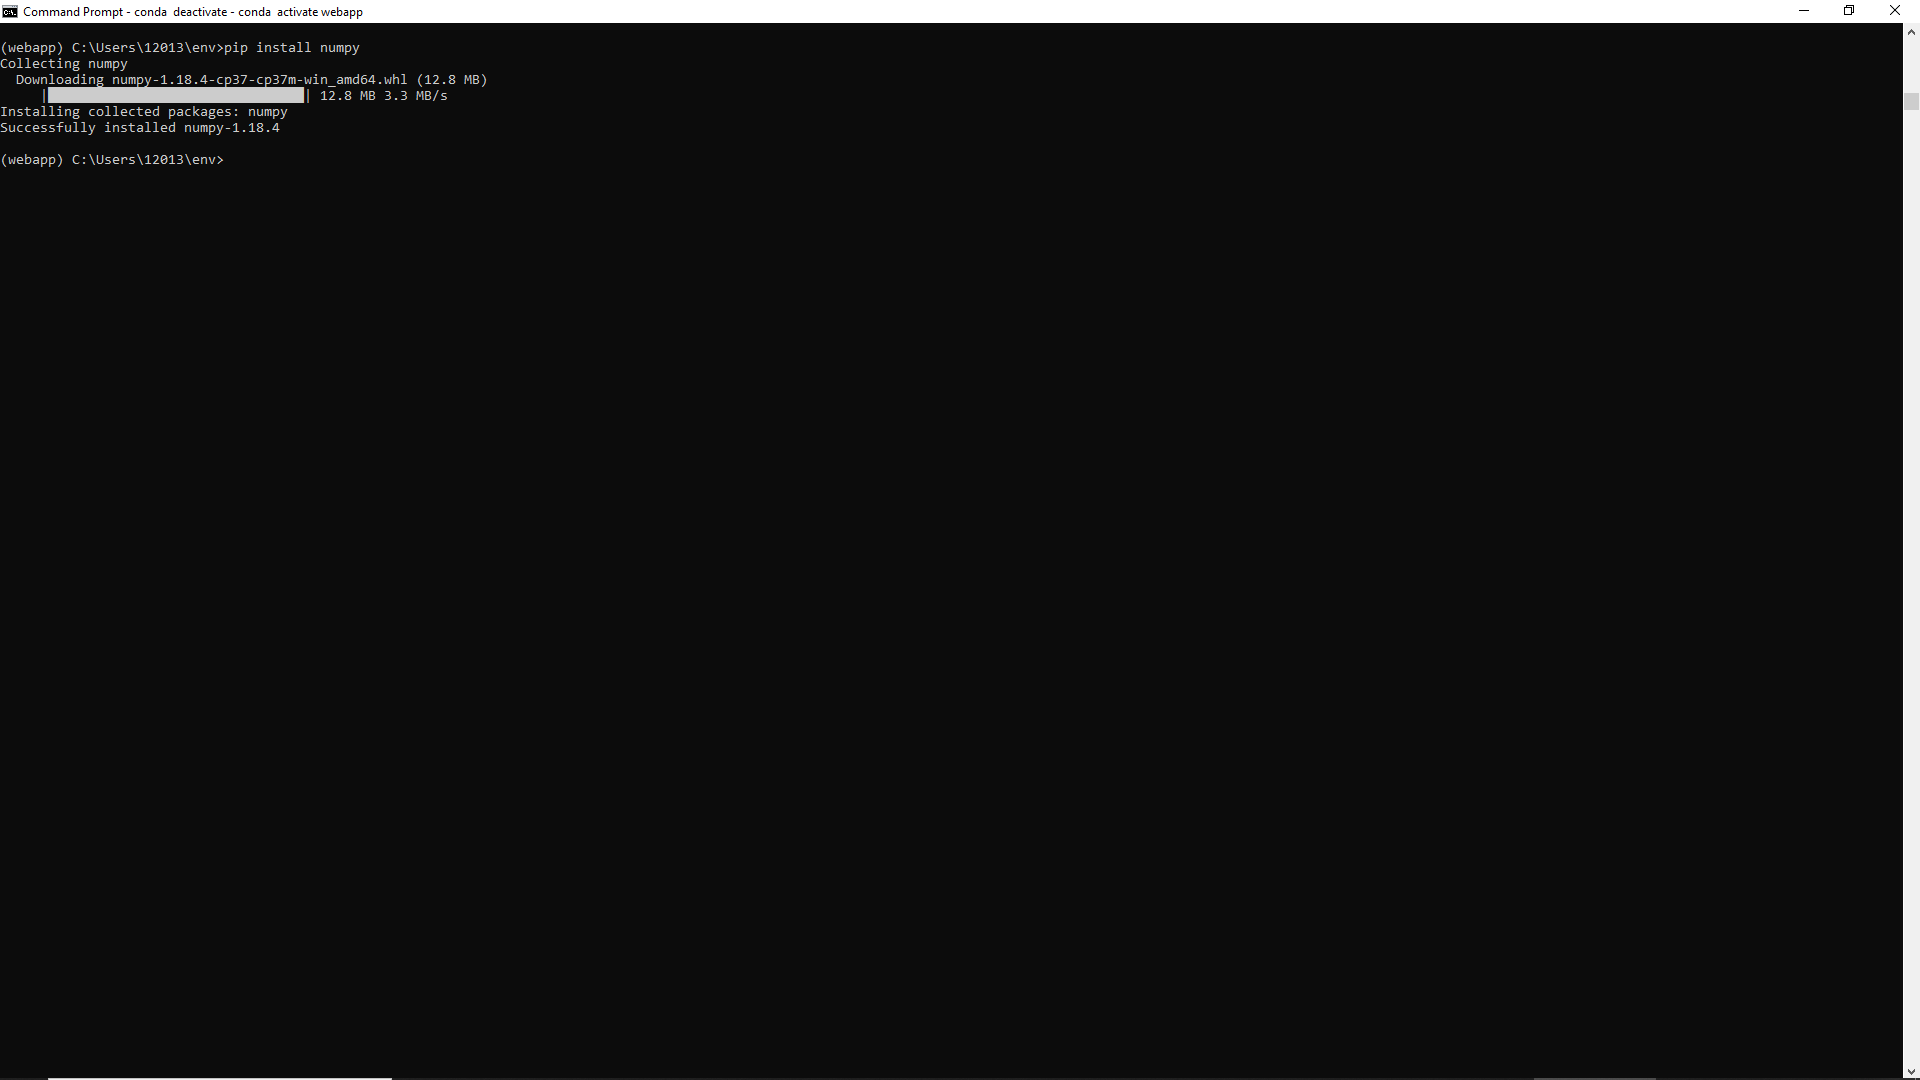 Command Prompt - conda  deactivate - conda  activate webapp
(webapp) C:\Users\12013\env>pip install numpy
Collecting numpy
  Downloading numpy-1.18.4-cp37-cp37m-win_amd64.whl (12.8 MB)
     |████████████████████████████████| 12.8 MB 3.3 MB/s
Installing collected packages: numpy
Successfully installed numpy-1.18.4
(webapp) C:\Users\12013\env>